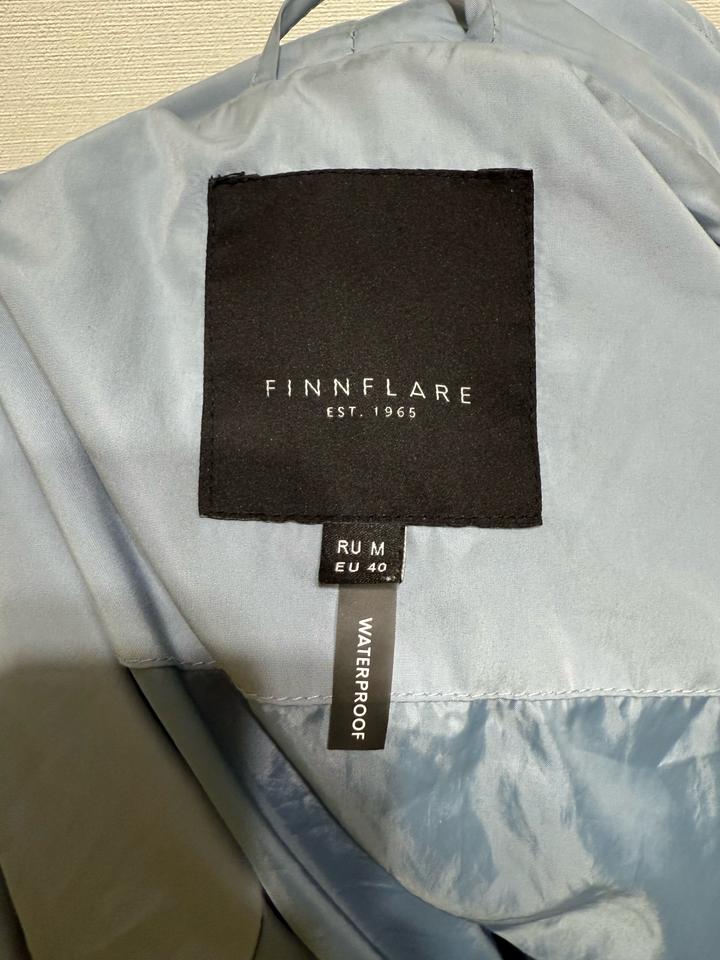 FINNFLARE
EST. 1965
RU M
EU 40
WATERPROOF